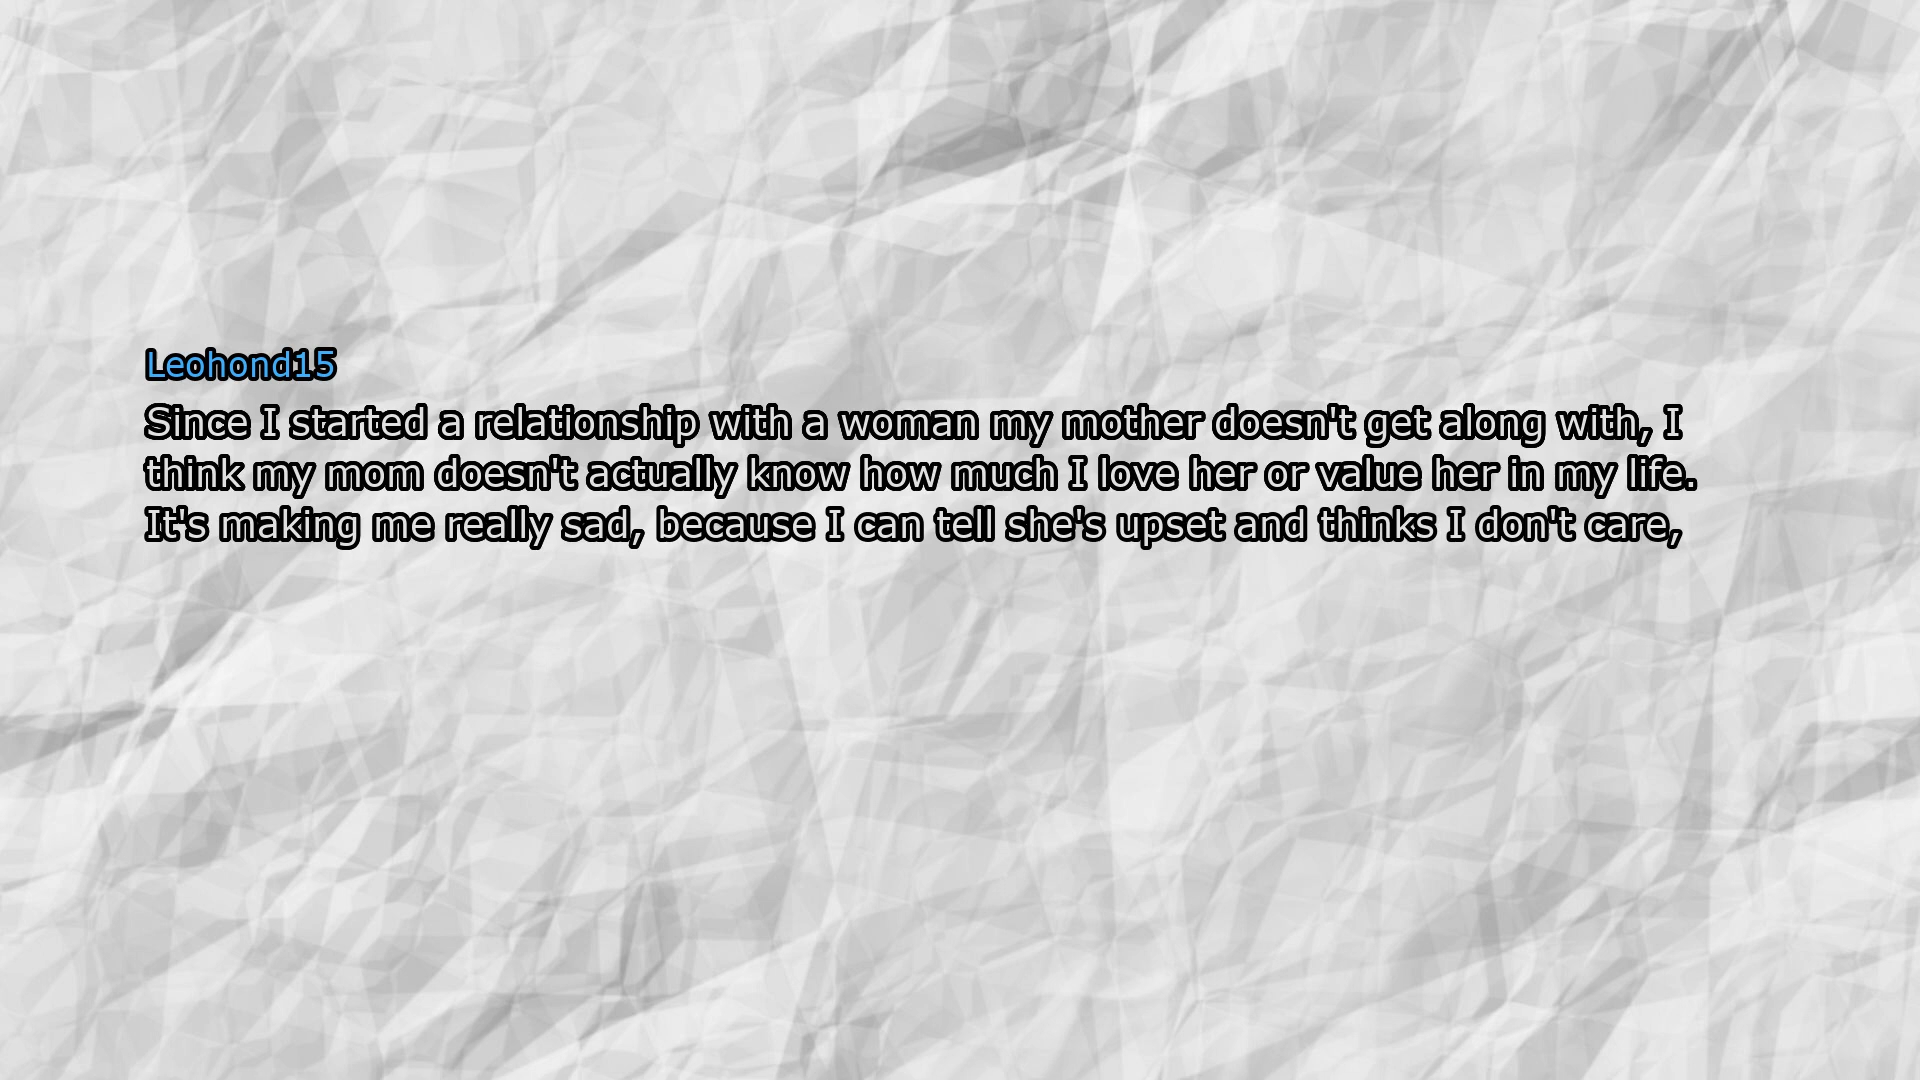 Leohond15
Since I started a relationship with a woman my mother doesn't get along with, I
think my mom doesn't actually know how much I love her or value her in my life.
It's making me really sad, because I can tell she's upset and thinks I don't care,